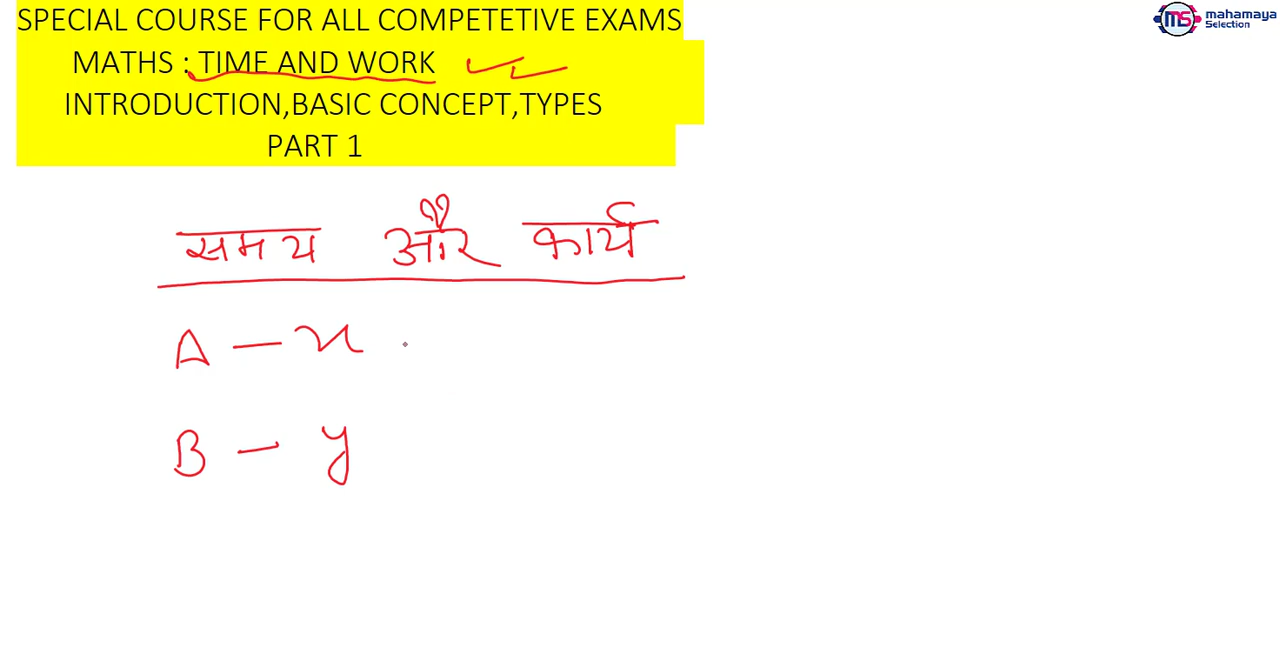 SPECIAL COURSE FOR ALL COMPETETIVE EXAMS
mahamaya
Selection
MS
MATHS : TIME AND WORK
INTRODUCTION,BASIC CONCEPT,TYPES
PART 1
समय और कार्य
A — x
B — y